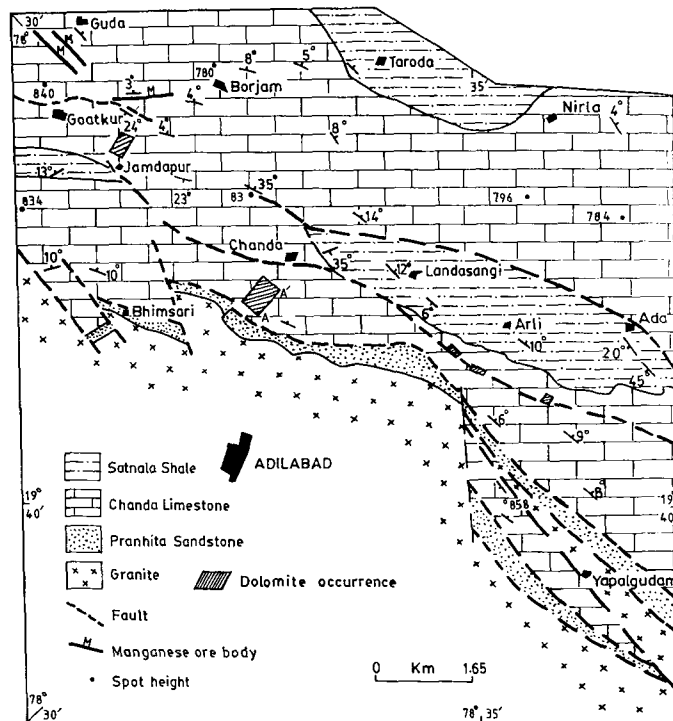 30'
78°
Guda
M
M
Taroda
35
8°
5°
780°
Borjam
3°
M
4°
840
Goatkur
24°
4°
8°
Nirla
4°
Jamdapur
13°
23°
83
35°
834
14°
796
784
Chanda
35°
12°
Landasangi
10°
10°
A'
A
Bhimsari
6°
Arli
10°
Ada
20°
45°
6°
9°
ADILABAD
Satnala Shale
Chanda Limestone
Pranhita Sandstone
Granite
Dolomite occurrence
Fault
M
Manganese ore body
Spot height
19°
40'
8°
19
40'
858
Yapalgudam
0 Km 1.65
78°
30'
78° 35'